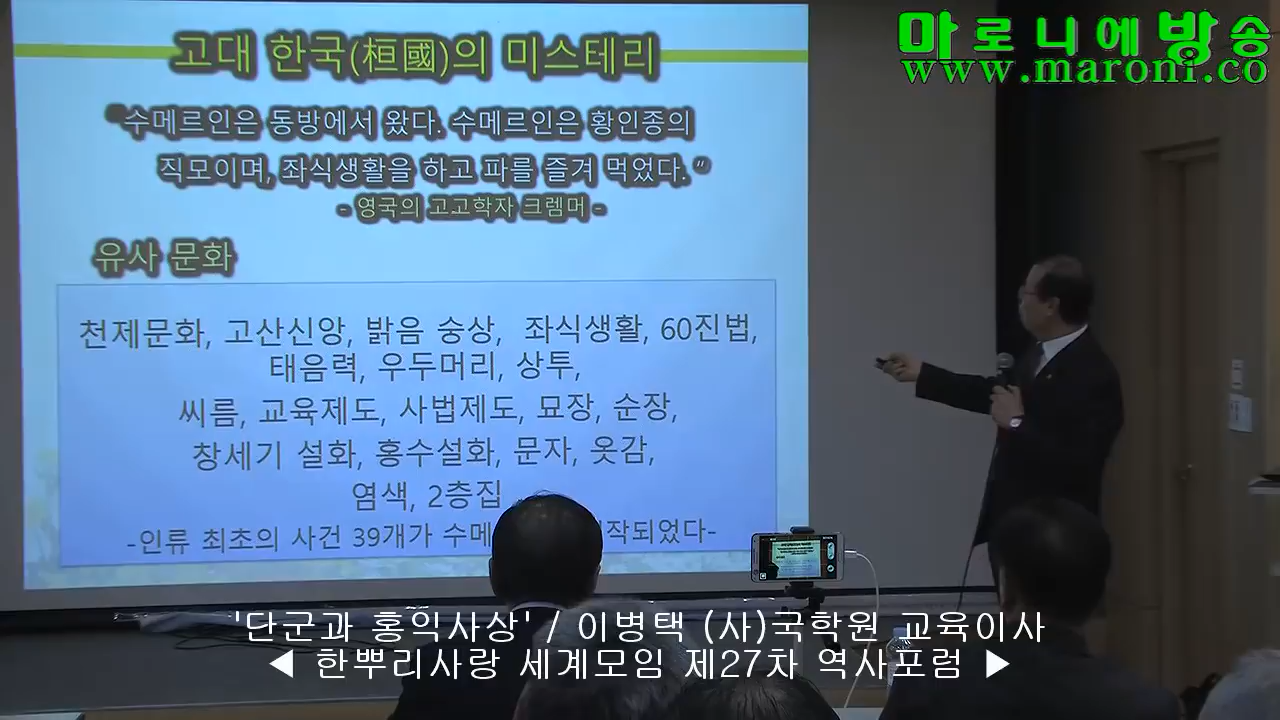 마로니에방송
www.maroni.co
고대 한국(桓國)의 미스테리
"수메르인은 동방에서 왔다. 수메르인은 황인종의
직모이며, 좌식생활을 하고 파를 즐겨 먹었다."
- 영국의 고고학자 크렘머 -
유사 문화
천제문화, 고산신앙, 밝음 숭상, 좌식생활, 60진법,
태음력, 우두머리, 상투,
씨름, 교육제도, 사법제도, 묘장, 순장,
창세기 설화, 홍수설화, 문자, 옷감,
염색, 2층집
-인류 최초의 사건 39개가 수메 작되었다-
'단군과 홍익사상' / 이병택 (사)국학원 교육이사
◀ 한뿌리사랑 세계모임 제27차 역사포럼 ▶